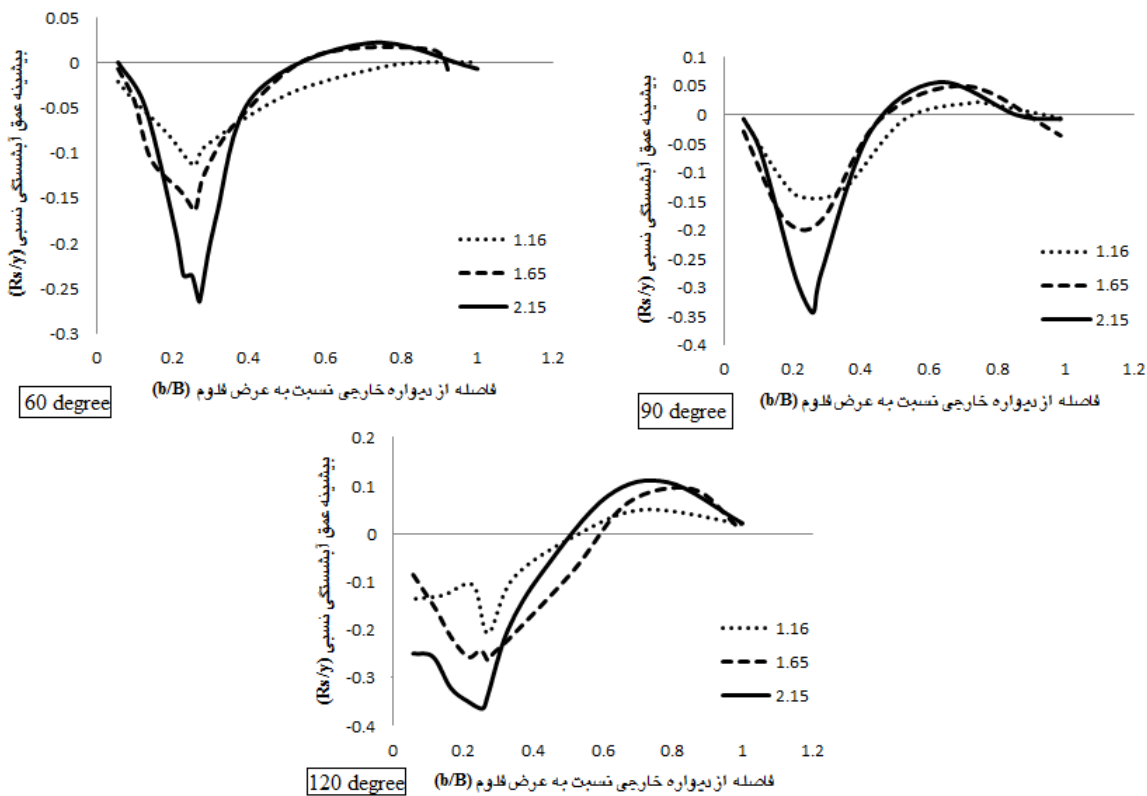 بیشینه عمق آبشستگی نسبی (Rs/y)
0.05
0
-0.05
-0.1
-0.15
-0.2
-0.25
-0.3
0 0.2 0.4 0.6 0.8 1 1.2
1.16
1.65
2.15
فاصله از دیواره خارجی نسبت به عرض فلوم (b/B)
60 degree
بیشینه عمق آبشستگی نسبی (Rs/y)
0.1
0.05
0
-0.05
-0.1
-0.15
-0.2
-0.25
-0.3
-0.35
-0.4
0 0.2 0.4 0.6 0.8 1 1.2
1.16
1.65
2.15
فاصله از دیواره خارجی نسبت به عرض فلوم (b/B)
90 degree
بیشینه عمق آبشستگی نسبی (Rs/y)
0.2
0.1
0
-0.1
-0.2
-0.3
-0.4
0 0.2 0.4 0.6 0.8 1 1.2
1.16
1.65
2.15
فاصله از دیواره خارجی نسبت به عرض فلوم (b/B)
120 degree